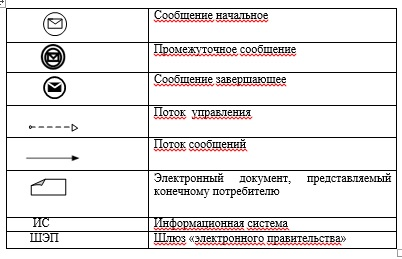 Сообщение начальное
Промежуточное сообщение
Сообщение завершающее
Поток управления
Поток сообщений
Электронный документ, представляемый
конечному потребителю
ИС Информационная система
ШЭП Шлюз «электронного правительства»